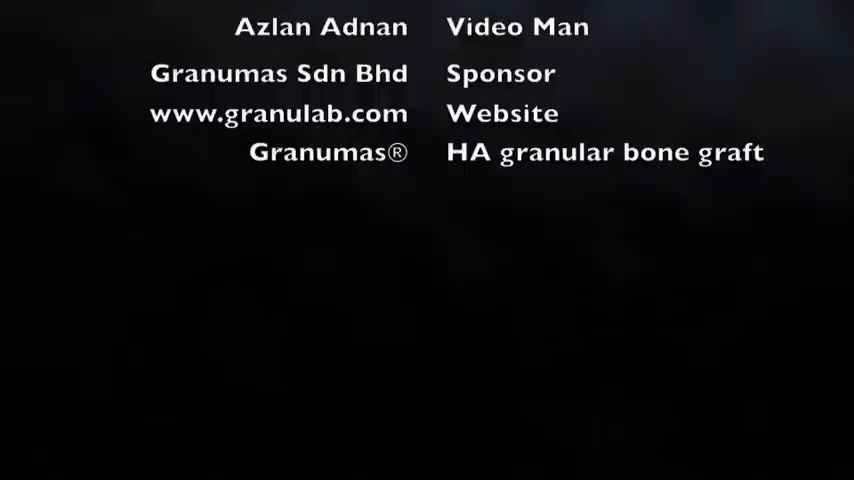 Azlan Adnan Video Man
Granumas Sdn Bhd Sponsor
www.granulab.com Website
Granumas® HA granular bone graft